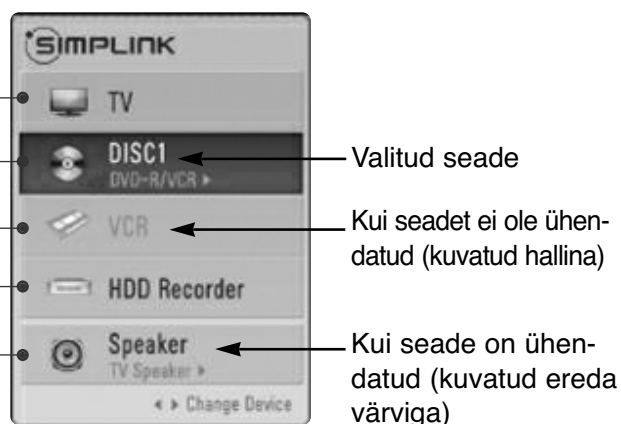 SIMPLINK
TV
DISC1
DVD-R/VCR ▸
VCR
HDD Recorder
Speaker
TV Speaker ▸
◂ ▸ Change Device
Valitud seade
Kui seadet ei ole ühen-
datud (kuvatud hallina)
Kui seade on ühen-
datud (kuvatud ereda
värviga)